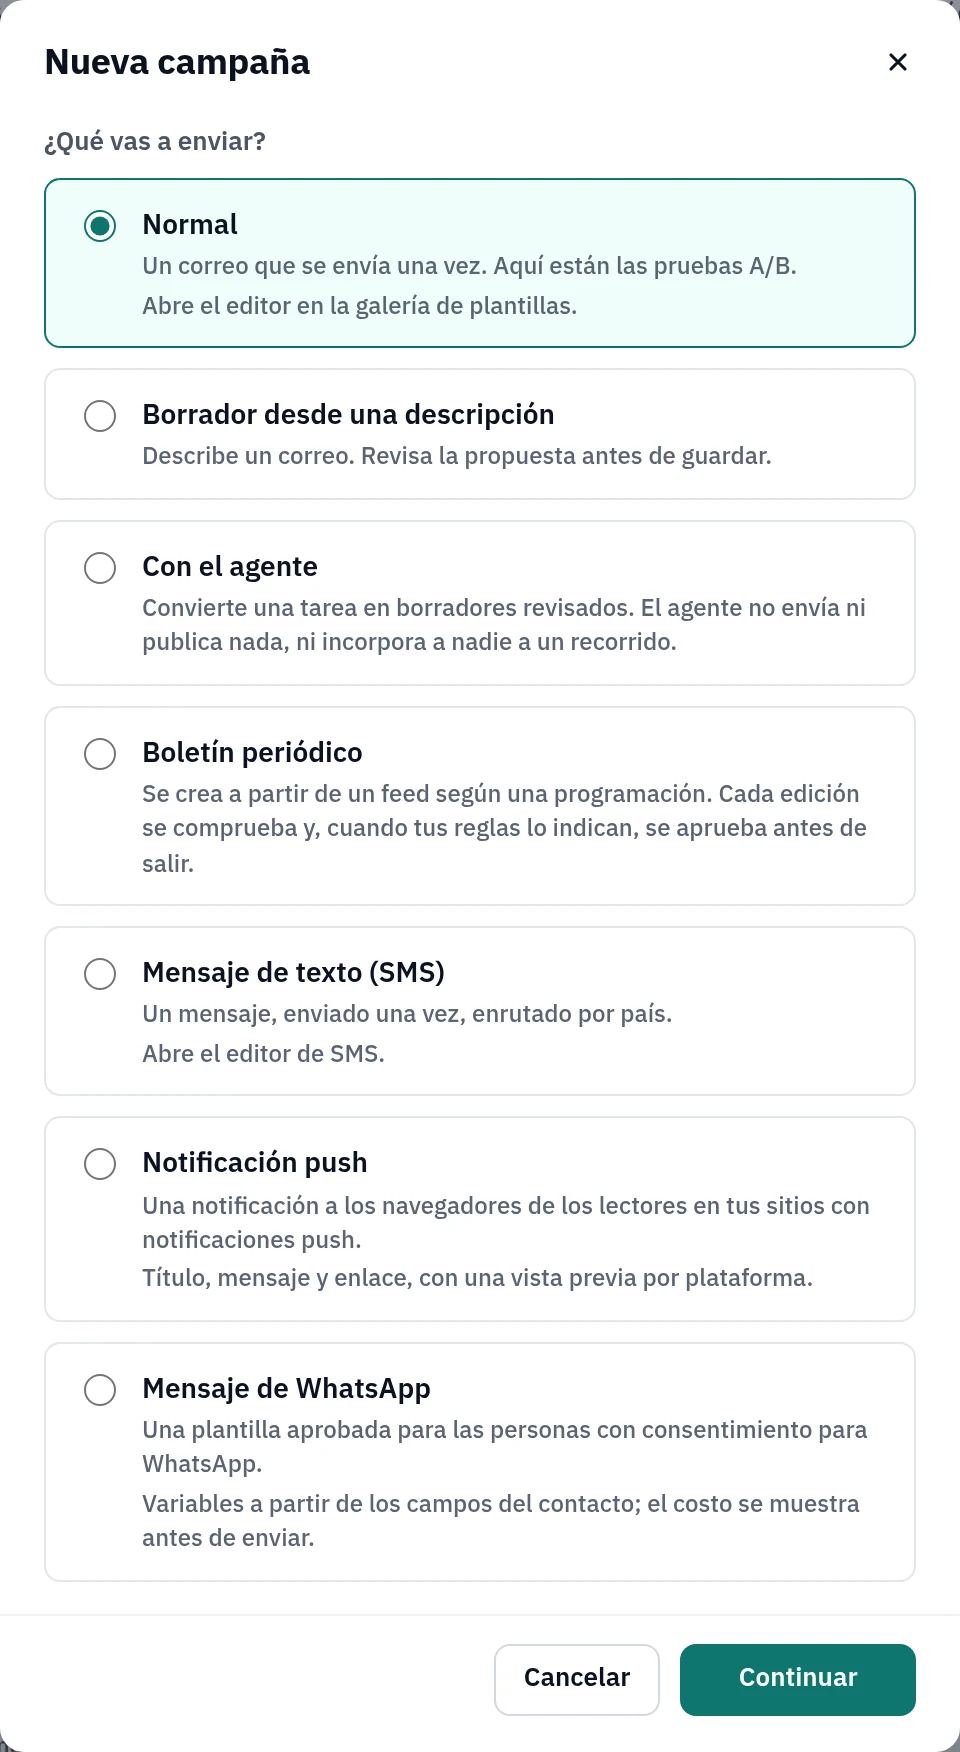 Nueva campaña
¿Qué vas a enviar?
Normal
Un correo que se envía una vez. Aquí están las pruebas A/B.
Abre el editor en la galería de plantillas.
Borrador desde una descripción
Describe un correo. Revisa la propuesta antes de guardar.
Con el agente
Convierte una tarea en borradores revisados. El agente no envía ni
publica nada, ni incorpora a nadie a un recorrido.
Boletín periódico
Se crea a partir de un feed según una programación. Cada edición
se comprueba y, cuando tus reglas lo indican, se aprueba antes de
salir.
Mensaje de texto (SMS)
Un mensaje, enviado una vez, enrutado por país.
Abre el editor de SMS.
Notificación push
Una notificación a los navegadores de los lectores en tus sitios con
notificaciones push.
Título, mensaje y enlace, con una vista previa por plataforma.
Mensaje de WhatsApp
Una plantilla aprobada para las personas con consentimiento para
WhatsApp.
Variables a partir de los campos del contacto; el costo se muestra
antes de enviar.
Cancelar
Continuar